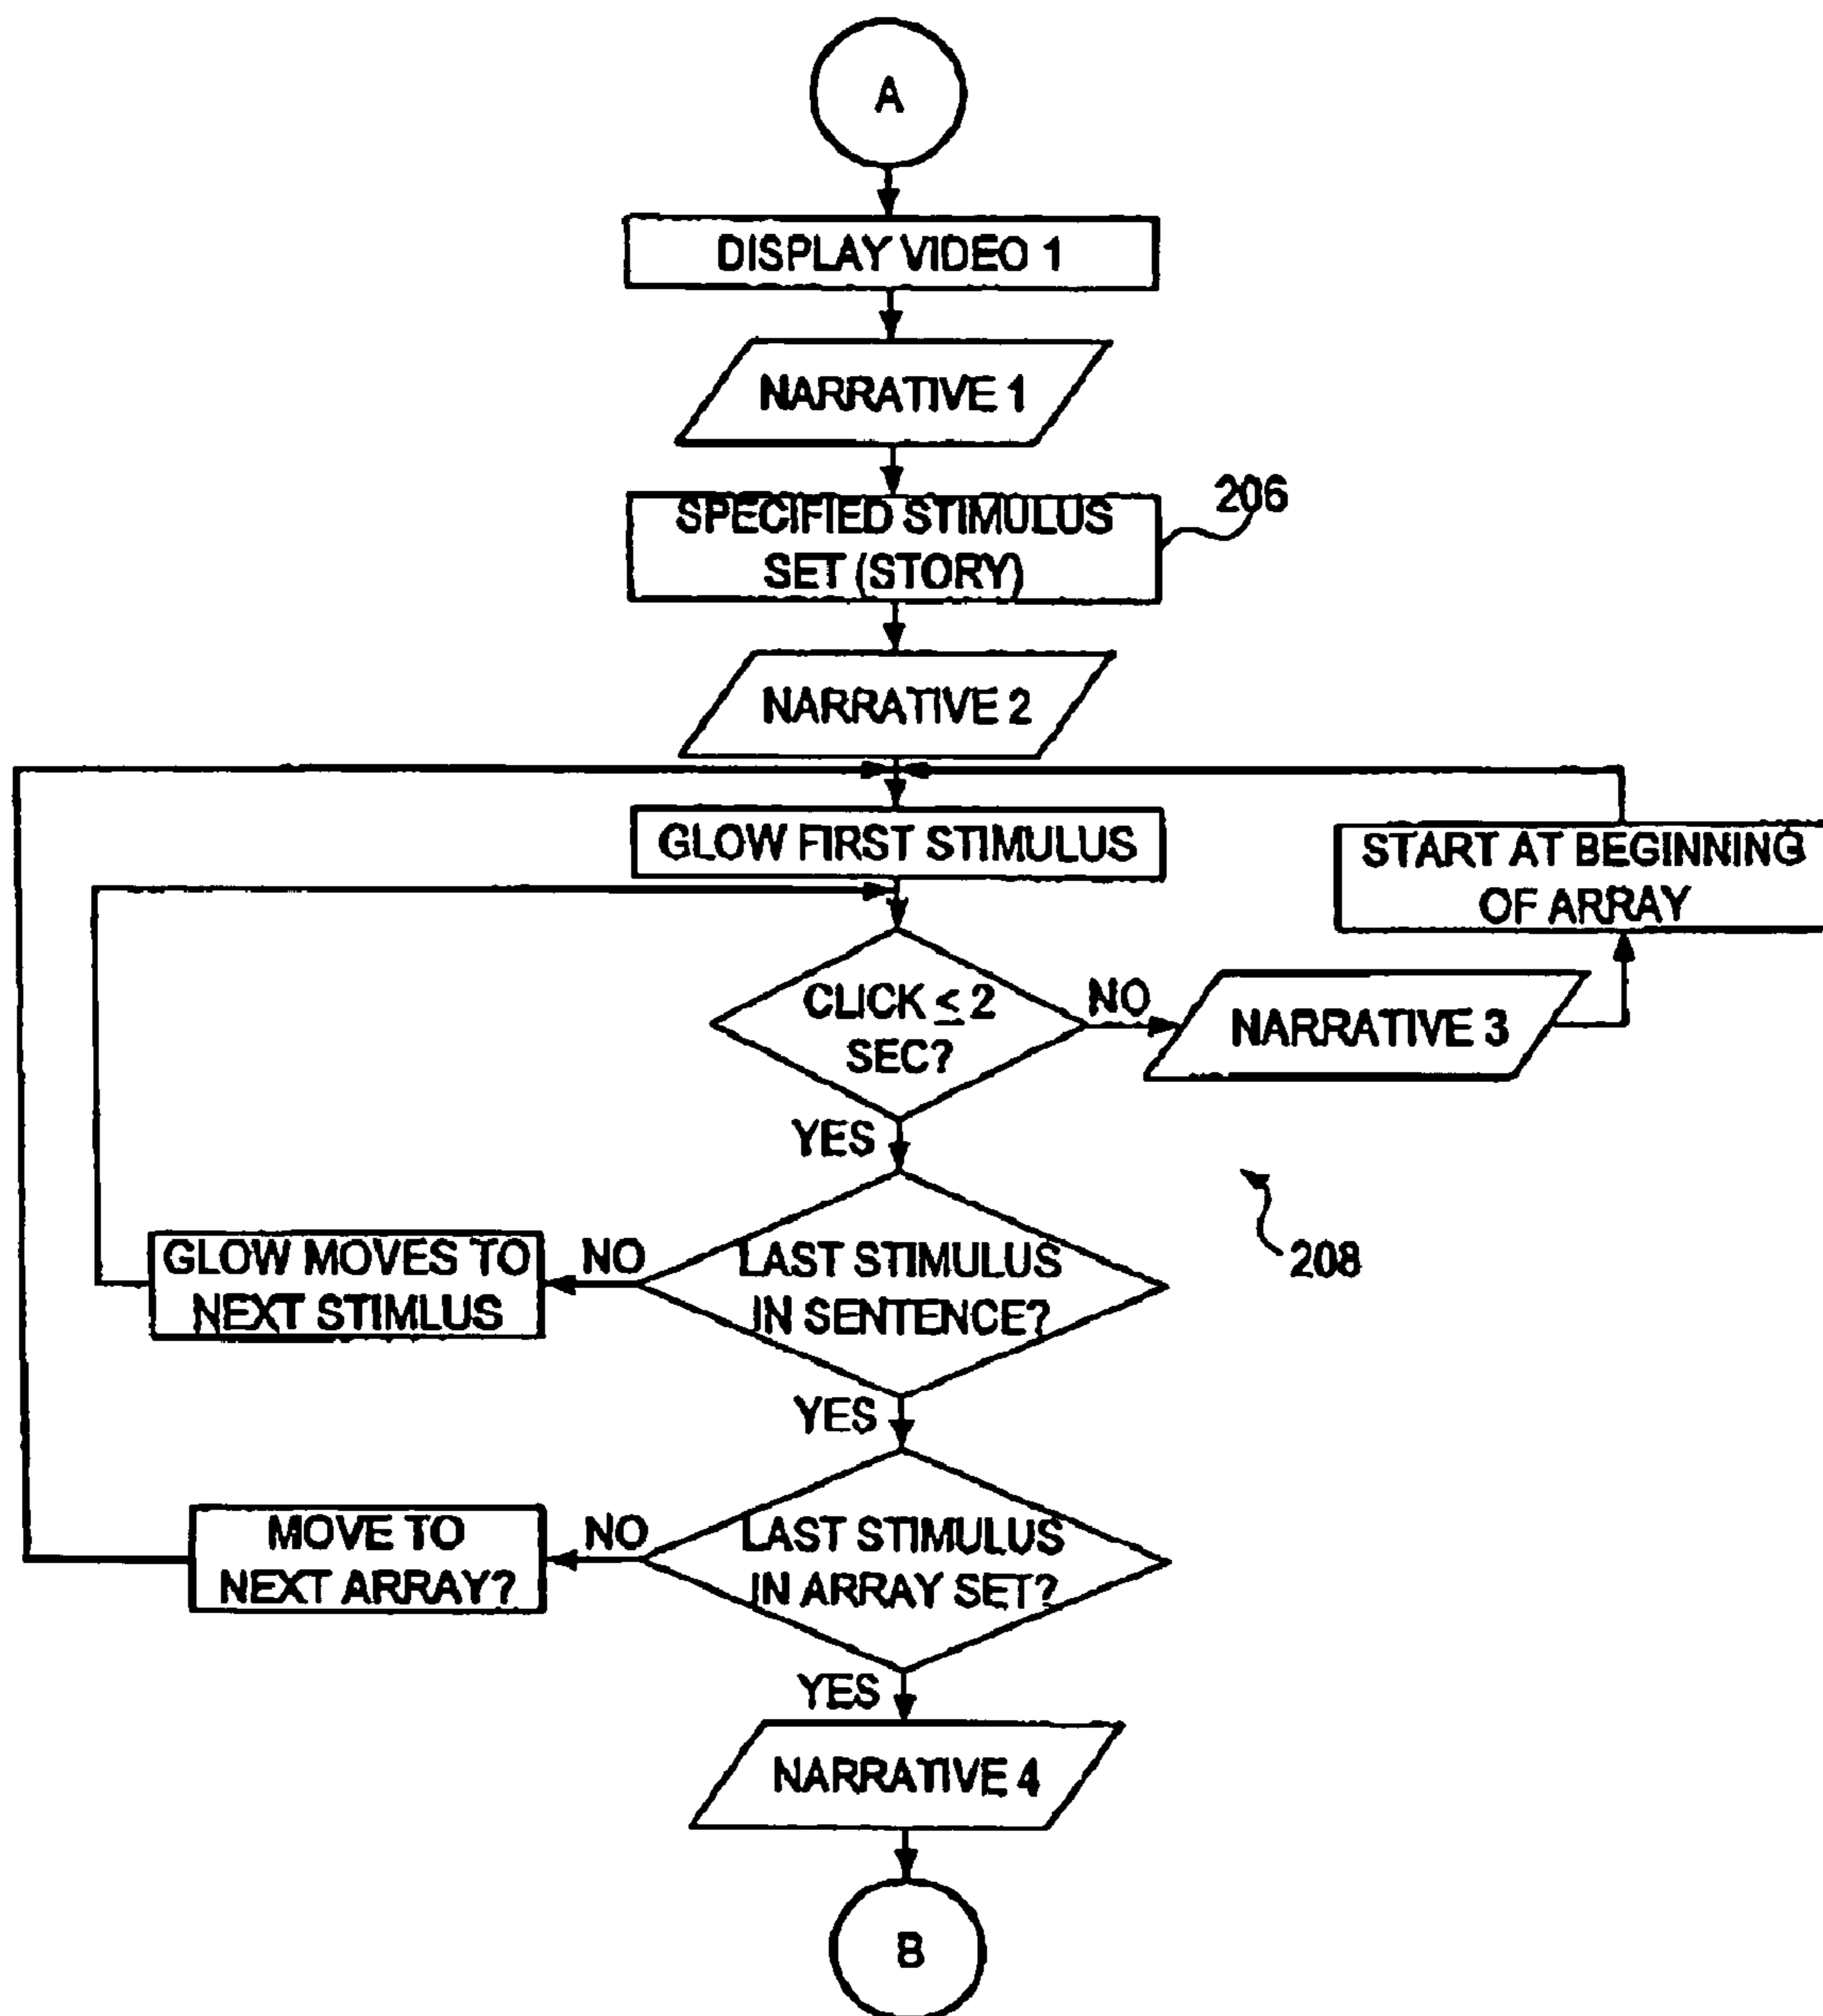 A
DISPLAY VIDEO 1
NARRATIVE 1
SPECIFIED STIMULUS
SET (STORY)
206
NARRATIVE 2
GLOW FIRST STIMULUS
START AT BEGINNING
OF ARRAY
CLICK ≤ 2
SEC?
NO
NARRATIVE 3
YES
LAST STIMULUS
IN SENTENCE?
NO
GLOW MOVES TO
NEXT STIMLUS
208
YES
LAST STIMULUS
IN ARRAY SET?
NO
MOVE TO
NEXT ARRAY?
YES
NARRATIVE 4
B